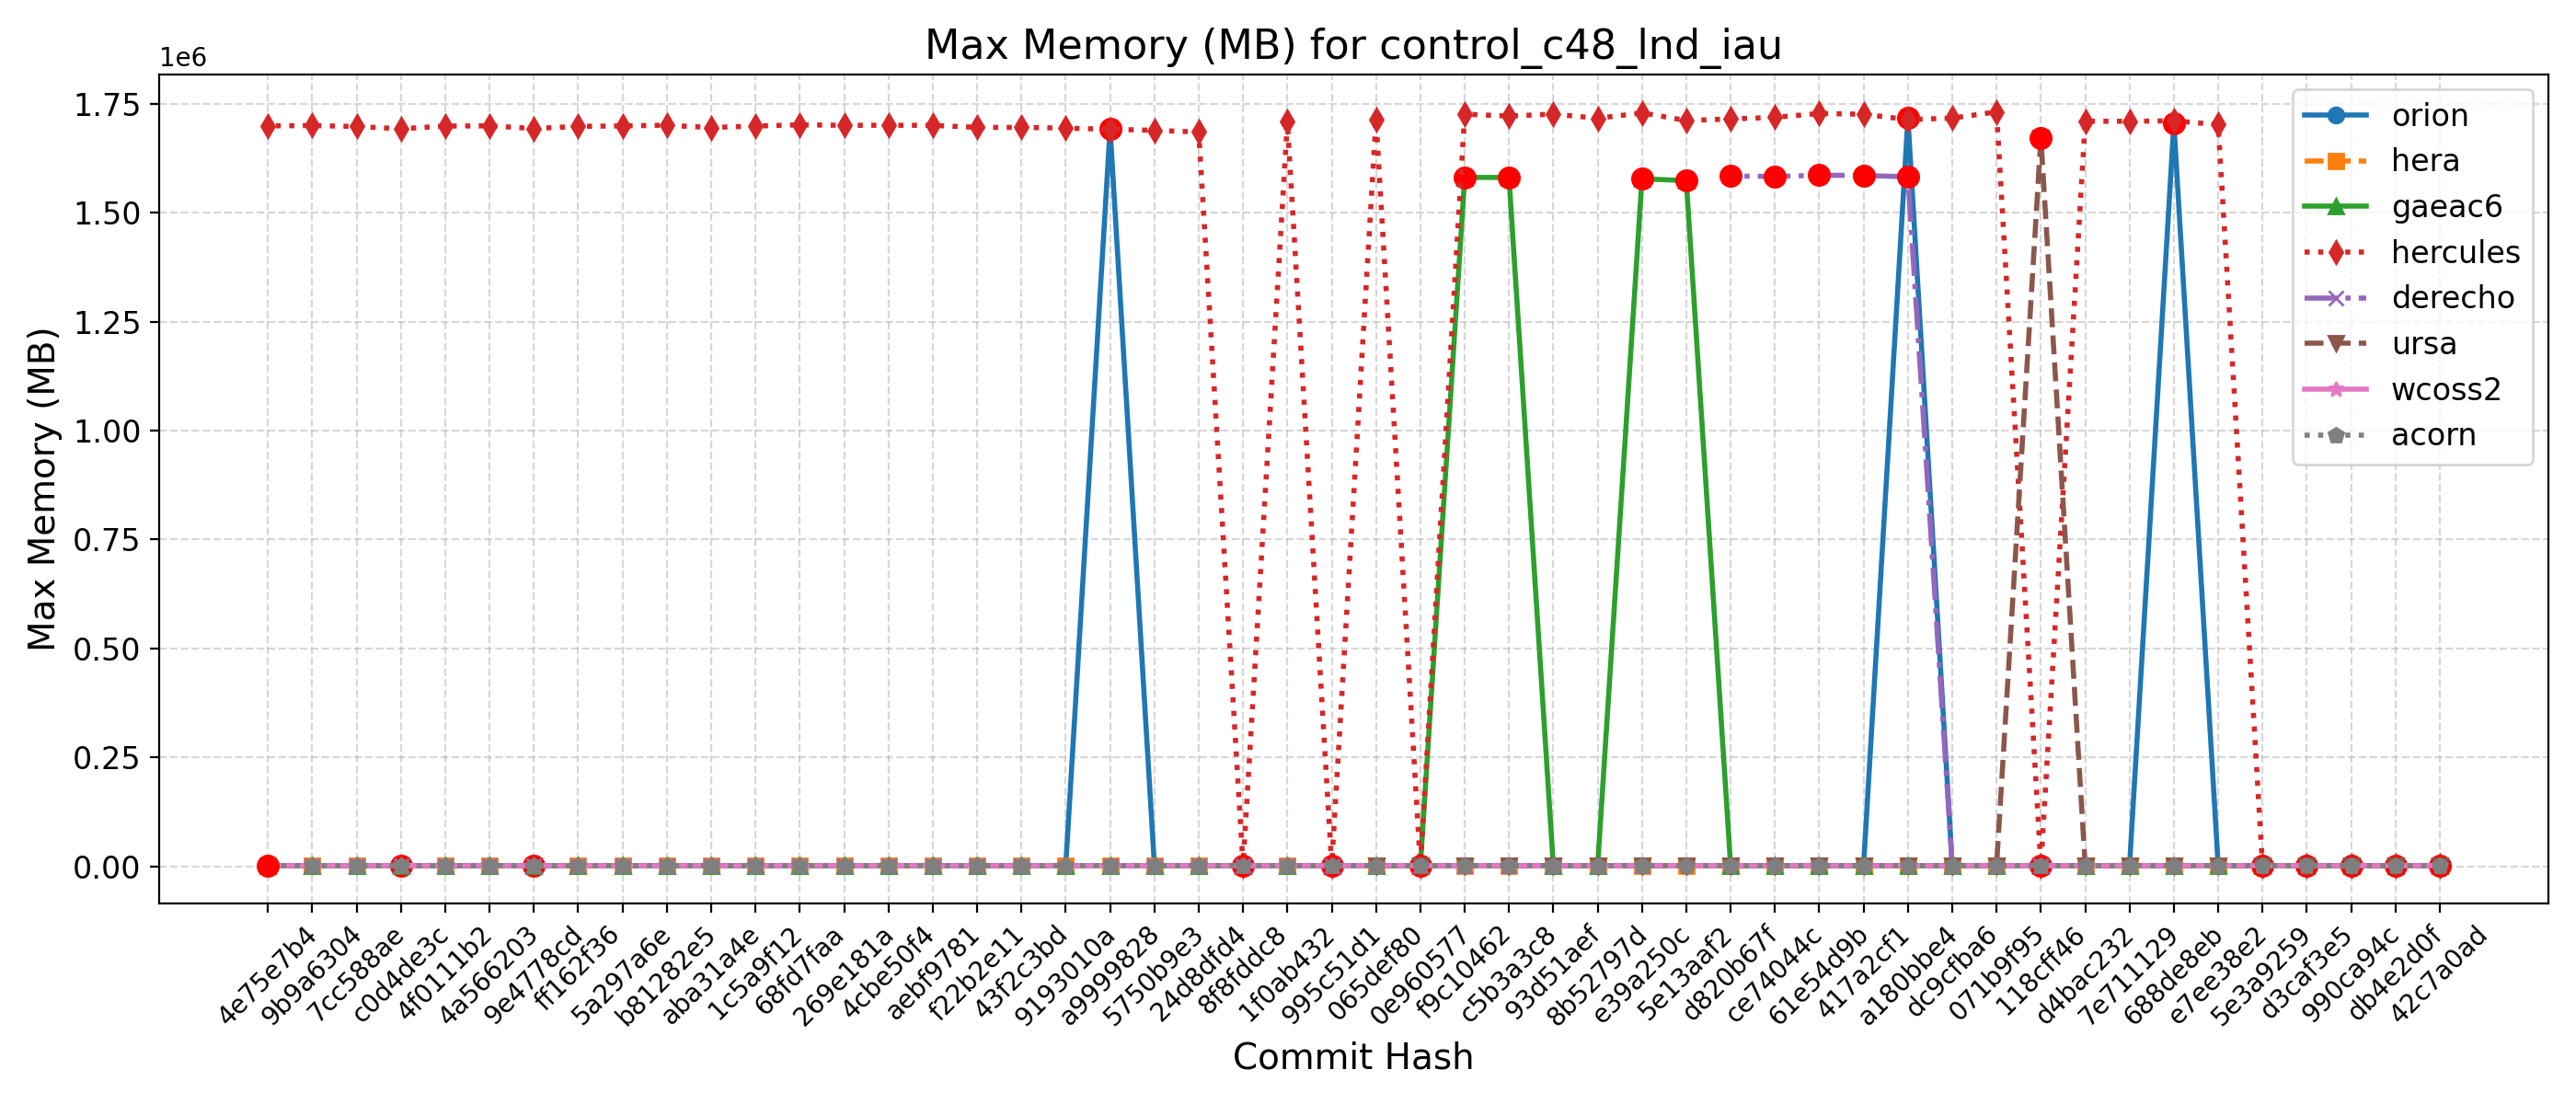 Max Memory (MB) for control_c48_lnd_iau
1e6
1.75
1.50
1.25
1.00
0.75
0.50
0.25
0.00
Max Memory (MB)
orion
hera
gaeac6
hercules
derecho
ursa
wcoss2
acorn
4e75e7b4
9b9a6304
7cc588ae
c0d4de3c
4f0111b2
4a566203
9e4778cd
ff162f36
5a297a6e
b81282e5
aba31a4e
1c5a9f12
68fd7faa
269e181a
4cbe50f4
aebf9781
f22b2e11
43f2c3bd
9193010a
a9999828
5750b9e3
24d8dfd4
8f8fddc8
1f0ab432
995c51d1
065def80
0e960577
f9c10462
c5b3a3c8
93d51aef
8b52797d
e39a250c
5e13aaf2
d820b67f
ce74044c
61e54d9b
417a2cf1
a180bbe4
dc9cfba6
071b9f95
118cff46
d4bac232
7e711129
688de8eb
e7ee38e2
5e3a9259
d3caf3e5
990ca94c
db4e2d0f
42c7a0ad
Commit Hash